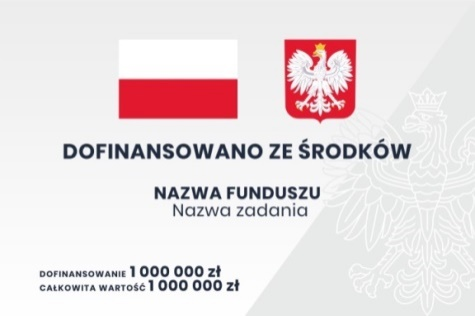 DOFINANSOWANO ZE ŚRODKÓW
NAZWA FUNDUSZU
Nazwa zadania
DOFINANSOWANIE 1 000 000 zł
CAŁKOWITA WARTOŚĆ 1 000 000 zł